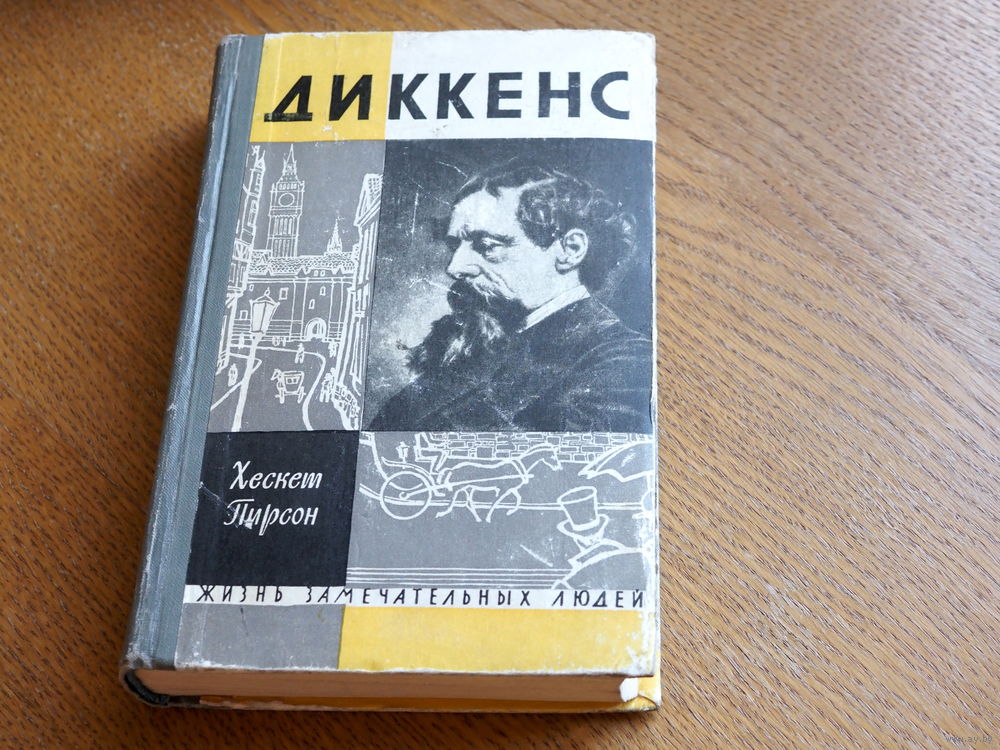 ДИККЕНС
Хескет
Пирсон
ЖИЗНЬ ЗАМЕЧАТЕЛЬНЫХ ЛЮДЕЙ